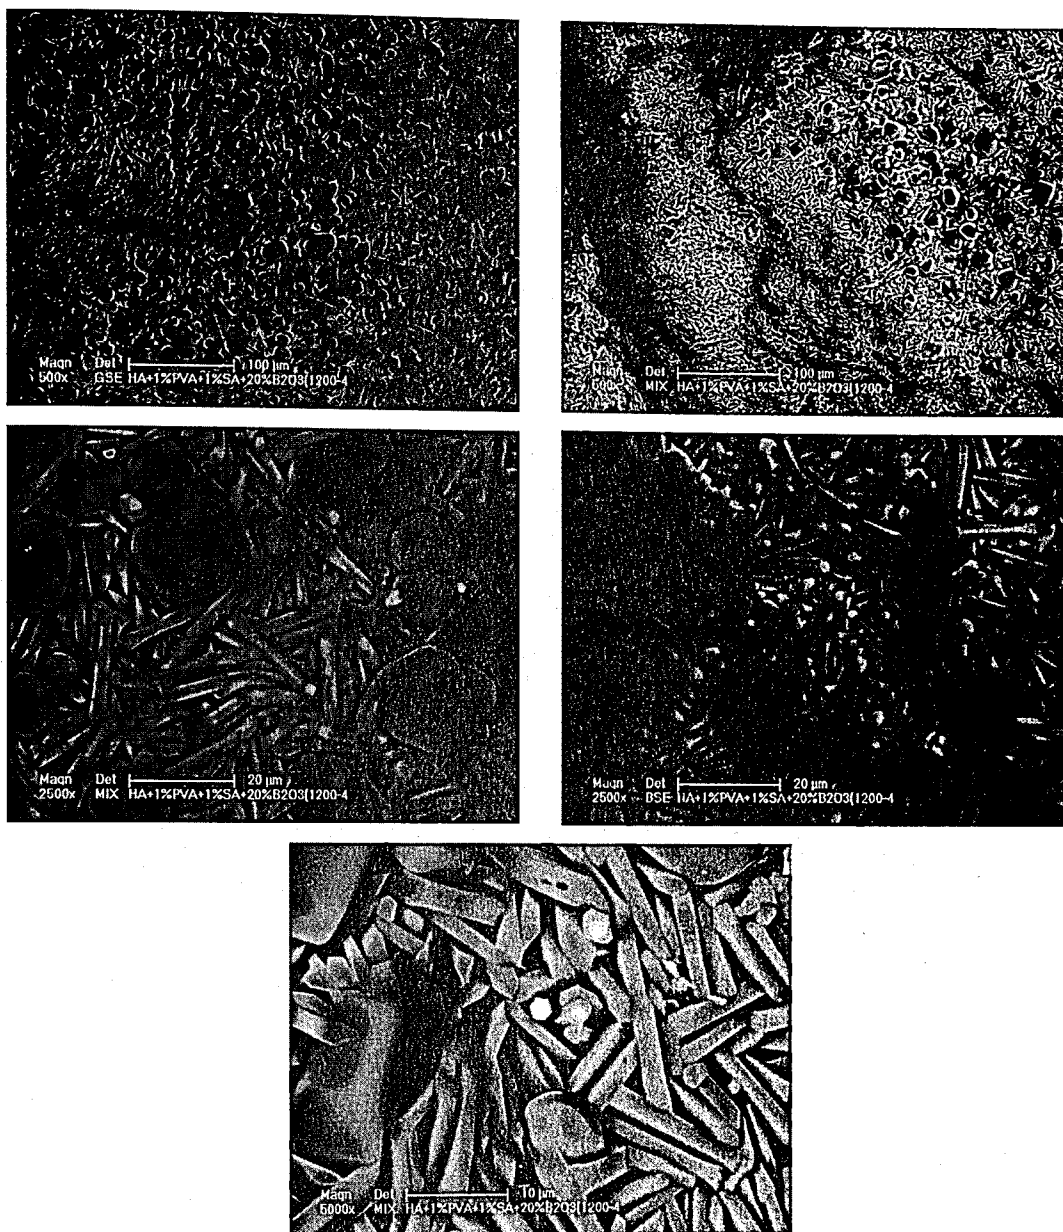 Magn Det 100 µm
500x GSE HA+1%PVA+1%SA+20%B2O3(1200-4
Magn Det 100 µm
500x MIX HA+1%PVA+1%SA+20%B2O3(1200-4
Magn Det 20 µm
2500x MIX HA+1%PVA+1%SA+20%B2O3(1200-4
Magn Det 20 µm
2500x BSE HA+1%PVA+1%SA+20%B2O3(1200-4
Magn Det 10 µm
5000x MIX HA+1%PVA+1%SA+20%B2O3(1200-4